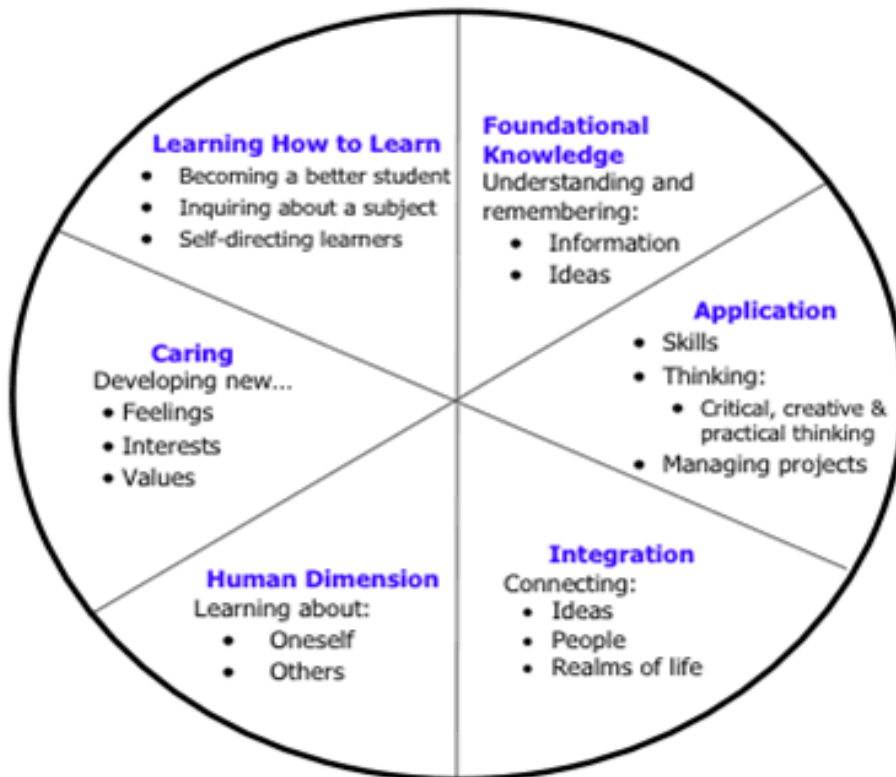 Learning How to Learn
• Becoming a better student
• Inquiring about a subject
• Self-directing learners
Foundational
Knowledge
Understanding and
remembering:
• Information
• Ideas
Application
• Skills
• Thinking:
• Critical, creative &
practical thinking
• Managing projects
Integration
Connecting:
• Ideas
• People
• Realms of life
Human Dimension
Learning about:
• Oneself
• Others
Caring
Developing new...
• Feelings
• Interests
• Values